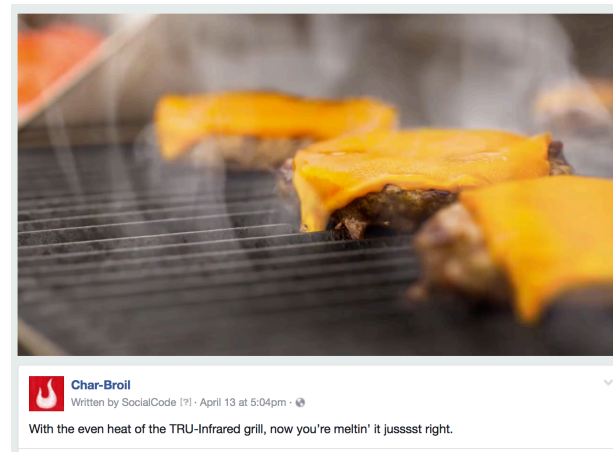 Char-Broil
Written by SocialCode [?] · April 13 at 5:04pm ·
With the even heat of the TRU-Infrared grill, now you’re meltin’ it jusssst right.